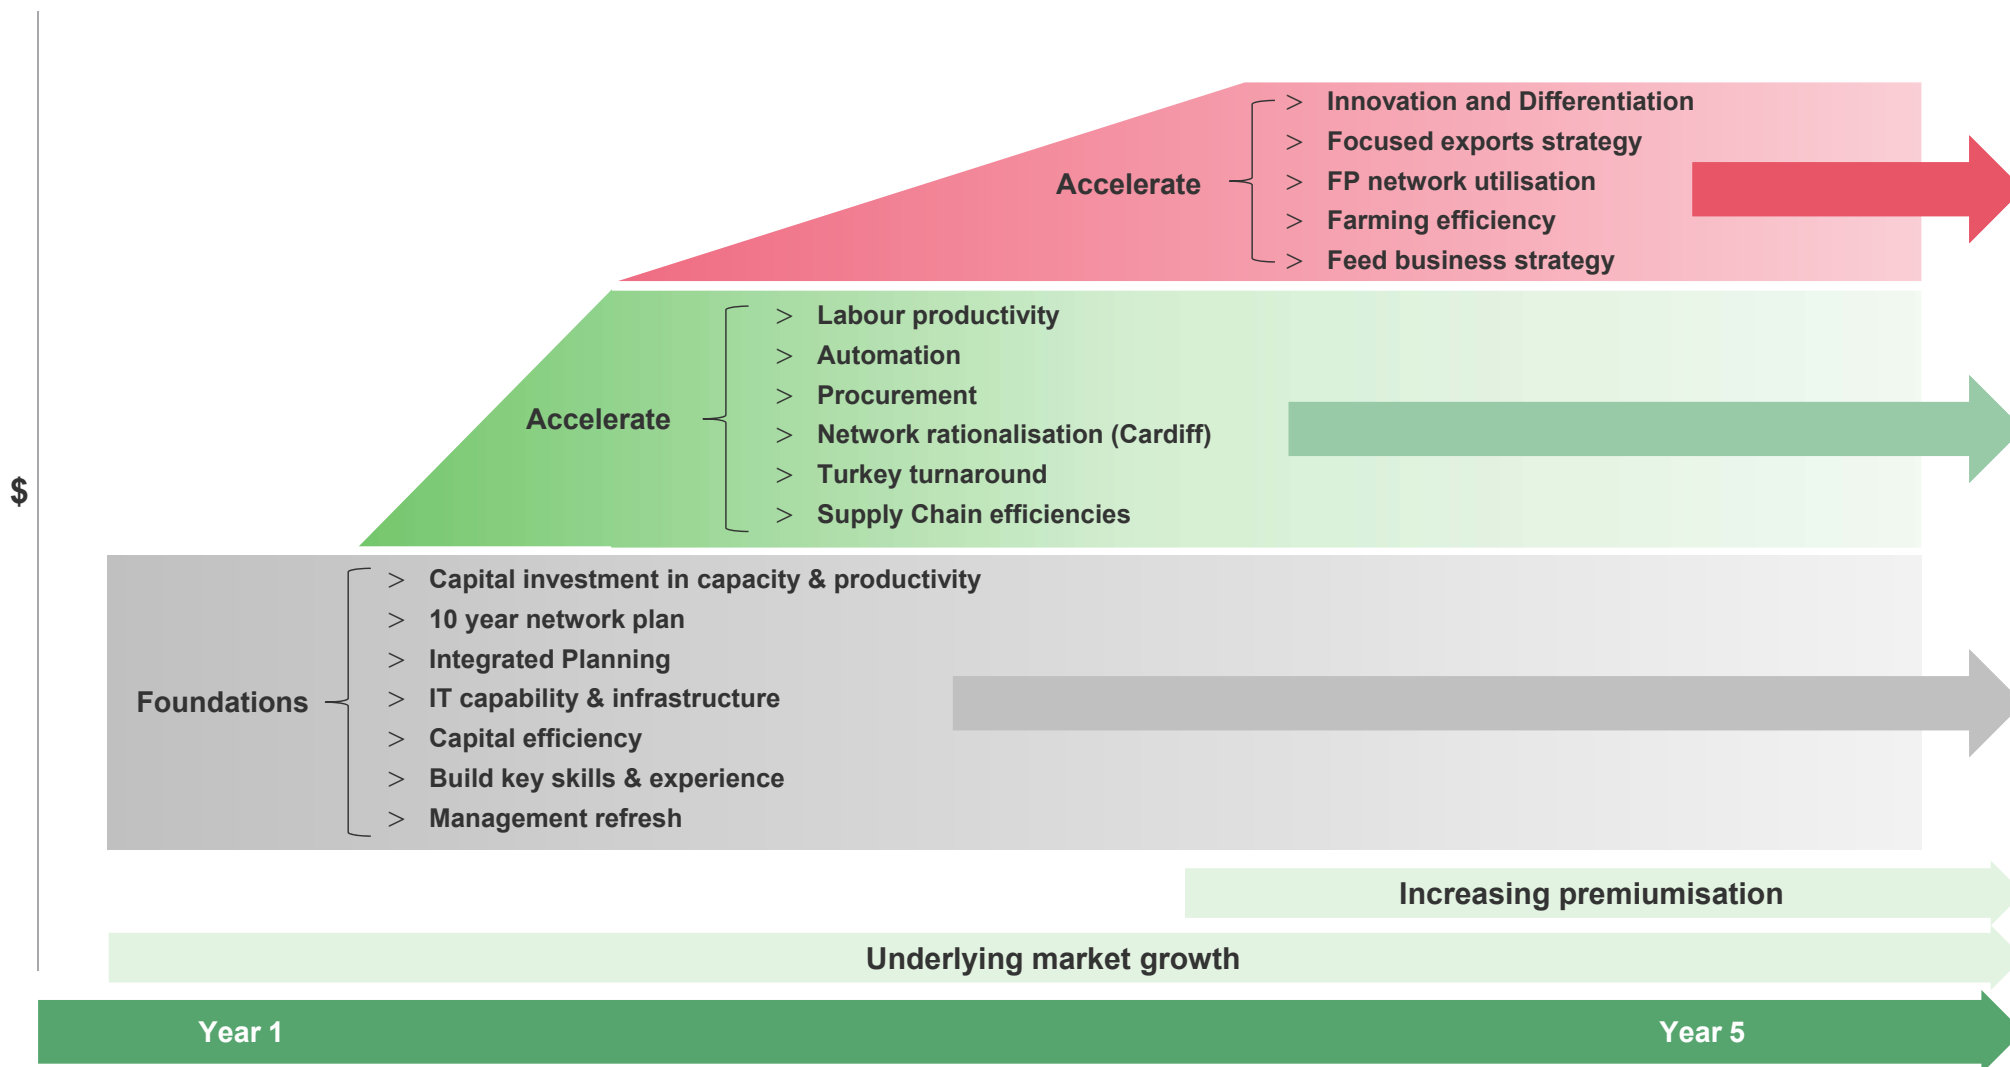 Accelerate
> Innovation and Differentiation
> Focused exports strategy
> FP network utilisation
> Farming efficiency
> Feed business strategy
Accelerate
> Labour productivity
> Automation
> Procurement
> Network rationalisation (Cardiff)
> Turkey turnaround
> Supply Chain efficiencies
$
Foundations
> Capital investment in capacity & productivity
> 10 year network plan
> Integrated Planning
> IT capability & infrastructure
> Capital efficiency
> Build key skills & experience
> Management refresh
Increasing premiumisation
Underlying market growth
Year 1
Year 5